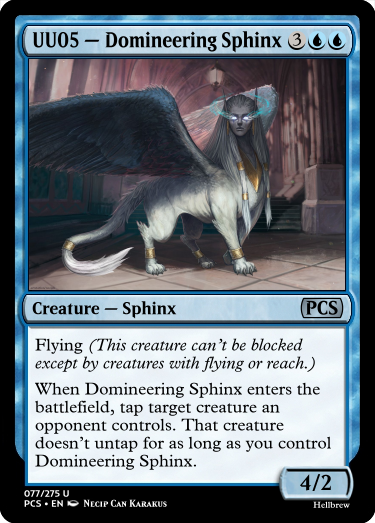 UU05 — Domineering Sphinx 3
Creature — Sphinx PCS
Flying (This creature can't be blocked
except by creatures with flying or reach.)
When Domineering Sphinx enters the
battlefield, tap target creature an
opponent controls. That creature
doesn't untap for as long as you control
Domineering Sphinx.
4/2
077/275 U
PCS • EN Necip Can Karakus
Hellbrew